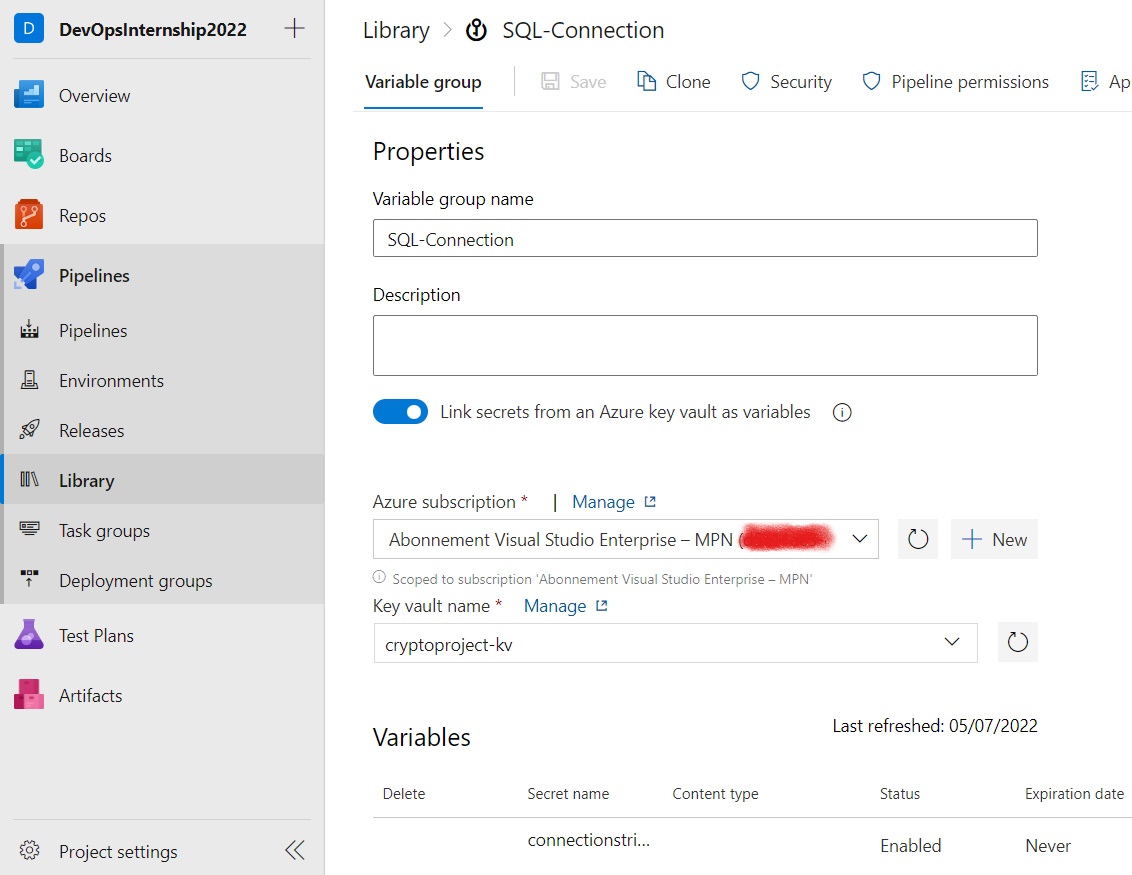 D DevOpsInternship2022
Overview
Boards
Repos
Pipelines
Pipelines
Environments
Releases
Library
Task groups
Deployment groups
Test Plans
Artifacts
Project settings
Library > SQL-Connection
Variable group | Save Clone Security Pipeline permissions Ap
Properties
Variable group name
SQL-Connection
Description
Link secrets from an Azure key vault as variables
Azure subscription * | Manage
Abonnement Visual Studio Enterprise – MPN (
New
Scoped to subscription 'Abonnement Visual Studio Enterprise – MPN'
Key vault name * Manage
cryptoproject-kv
Variables
Last refreshed: 05/07/2022
Delete Secret name Content type Status Expiration date
connectionstri... Enabled Never